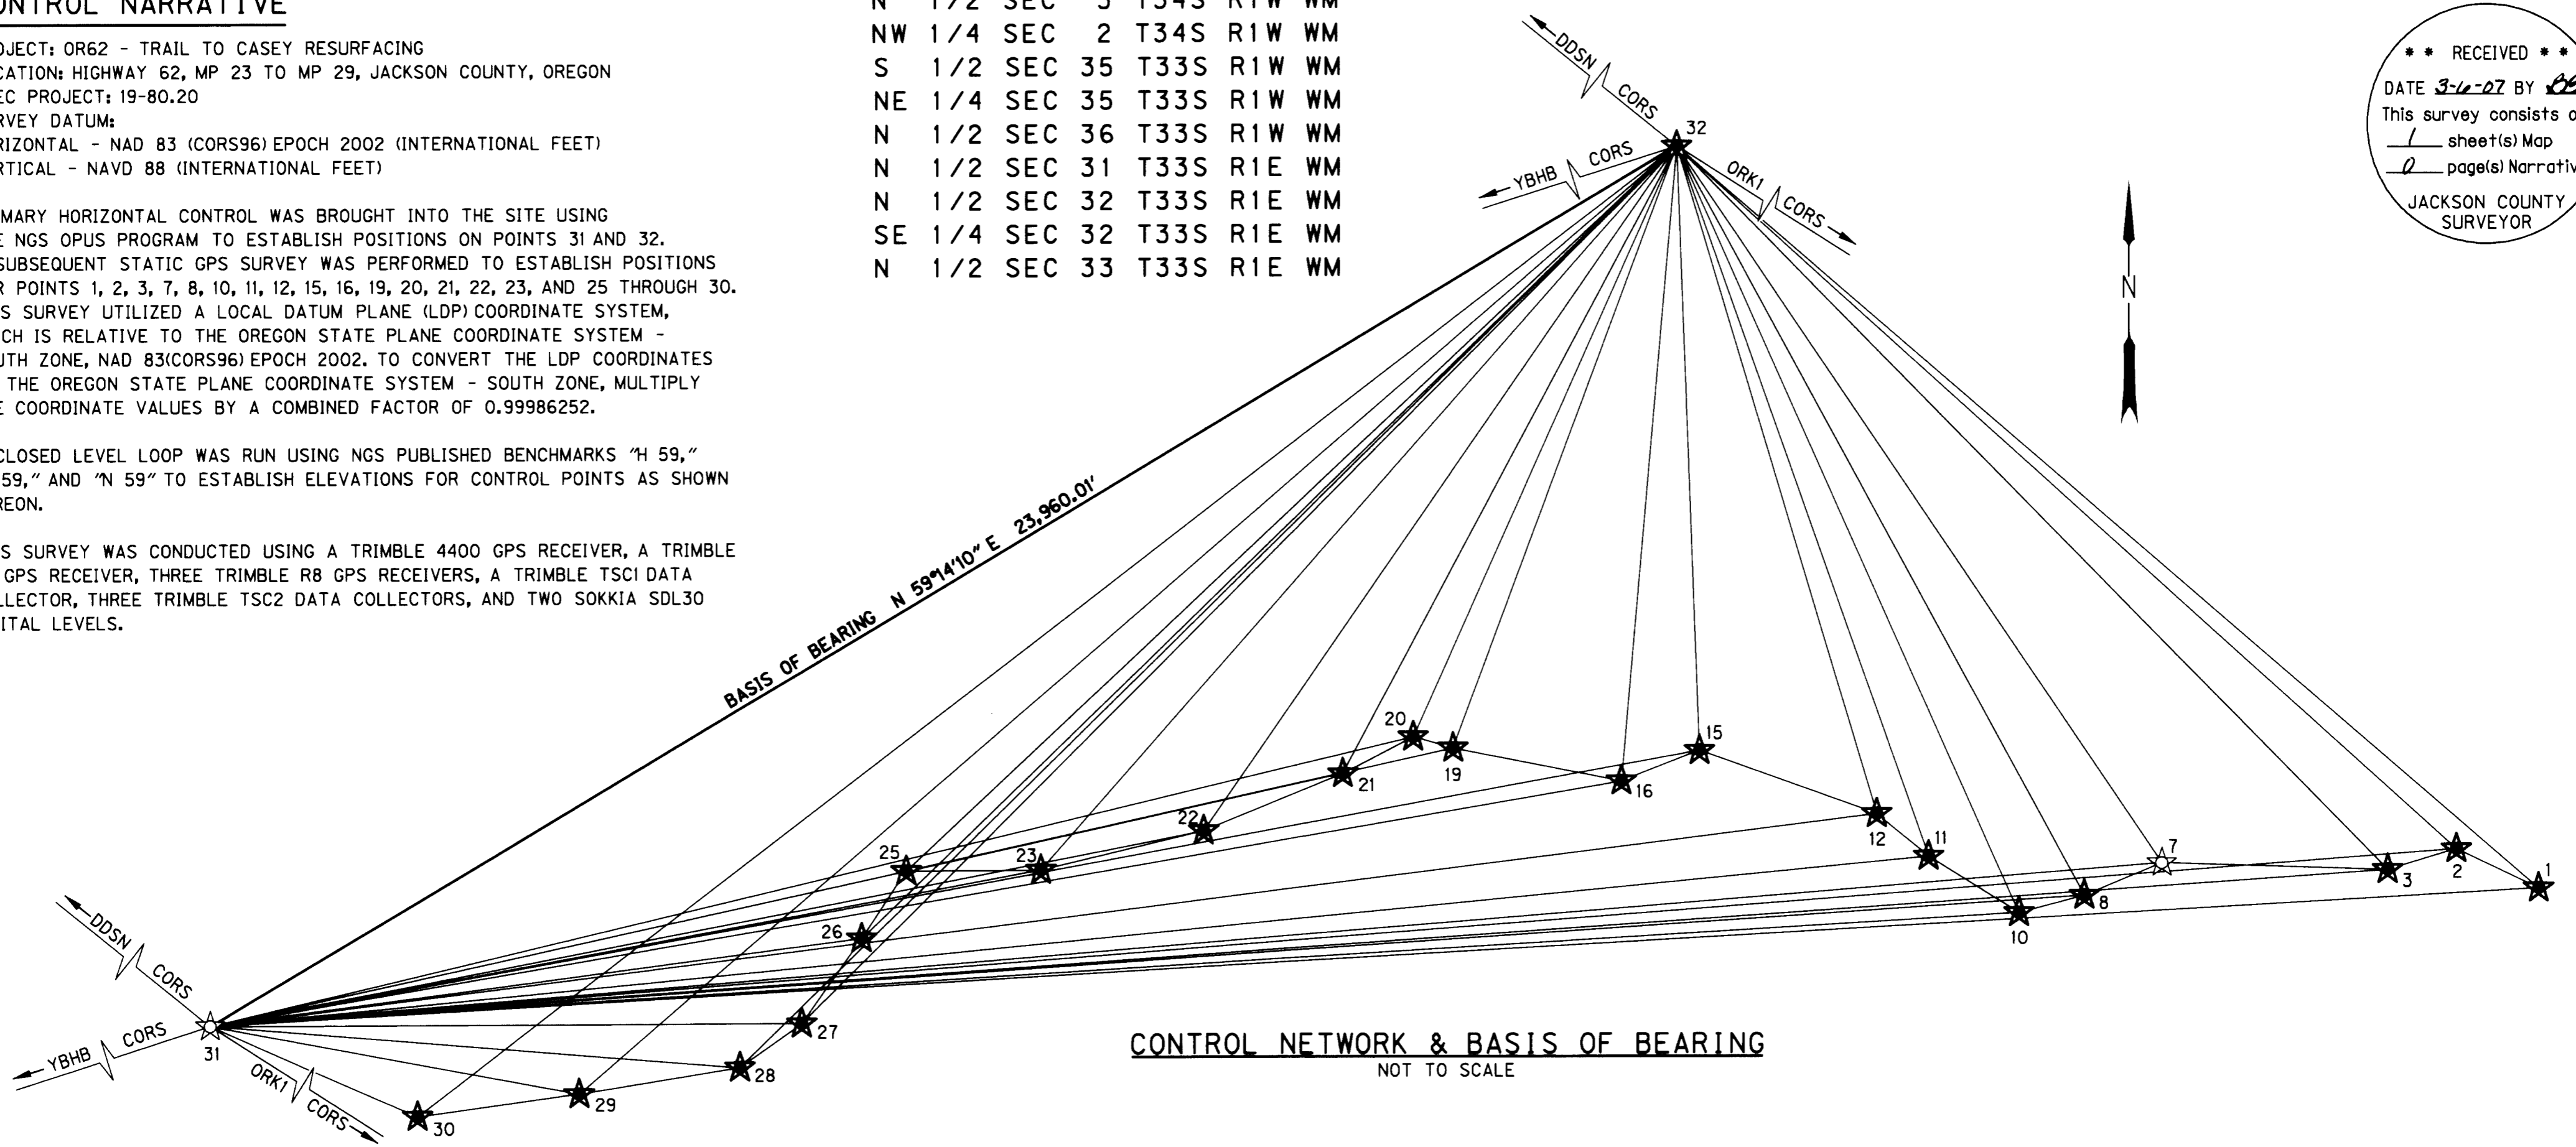 ONTROL NARRATIVE
OJECT: OR62 - TRAIL TO CASEY RESURFACING
CATION: HIGHWAY 62, MP 23 TO MP 29, JACKSON COUNTY, OREGON
EC PROJECT: 19-80.20
RVEY DATUM:
RIZONTAL - NAD 83 (CORS96) EPOCH 2002 (INTERNATIONAL FEET)
RTICAL - NAVD 88 (INTERNATIONAL FEET)
IMARY HORIZONTAL CONTROL WAS BROUGHT INTO THE SITE USING
E NGS OPUS PROGRAM TO ESTABLISH POSITIONS ON POINTS 31 AND 32.
SUBSEQUENT STATIC GPS SURVEY WAS PERFORMED TO ESTABLISH POSITIONS
R POINTS 1, 2, 3, 7, 8, 10, 11, 12, 15, 16, 19, 20, 21, 22, 23, AND 25 THROUGH 30.
IS SURVEY UTILIZED A LOCAL DATUM PLANE (LDP) COORDINATE SYSTEM,
ICH IS RELATIVE TO THE OREGON STATE PLANE COORDINATE SYSTEM -
UTH ZONE, NAD 83(CORS96) EPOCH 2002. TO CONVERT THE LDP COORDINATES
THE OREGON STATE PLANE COORDINATE SYSTEM - SOUTH ZONE, MULTIPLY
E COORDINATE VALUES BY A COMBINED FACTOR OF 0.99986252.
CLOSED LEVEL LOOP WAS RUN USING NGS PUBLISHED BENCHMARKS "H 59,"
59," AND "N 59" TO ESTABLISH ELEVATIONS FOR CONTROL POINTS AS SHOWN
REON.
IS SURVEY WAS CONDUCTED USING A TRIMBLE 4400 GPS RECEIVER, A TRIMBLE
GPS RECEIVER, THREE TRIMBLE R8 GPS RECEIVERS, A TRIMBLE TSC1 DATA
LLECTOR, THREE TRIMBLE TSC2 DATA COLLECTORS, AND TWO SOKKIA SDL30
ITAL LEVELS.
N 1/2 SEC 3 T34S R1W WM
NW 1/4 SEC 2 T34S R1W WM
S 1/2 SEC 35 T33S R1W WM
NE 1/4 SEC 35 T33S R1W WM
N 1/2 SEC 36 T33S R1W WM
N 1/2 SEC 31 T33S R1E WM
N 1/2 SEC 32 T33S R1E WM
SE 1/4 SEC 32 T33S R1E WM
N 1/2 SEC 33 T33S R1E WM
* * RECEIVED * *
DATE 3-6-07 BY
This survey consists o
1 sheet(s) Map
0 page(s) Narrativ
JACKSON COUNTY
SURVEYOR
N
DDSN CORS
32
YBHB CORS
ORK1 CORS
BASIS OF BEARING N 59°14'10" E 23,960.01'
20
19
15
21
16
22
12
11
7
25
23
3
2
1
8
26
10
DDSN CORS
31
27
YBHB CORS
ORK1 CORS
28
29
30
CONTROL NETWORK & BASIS OF BEARING
NOT TO SCALE